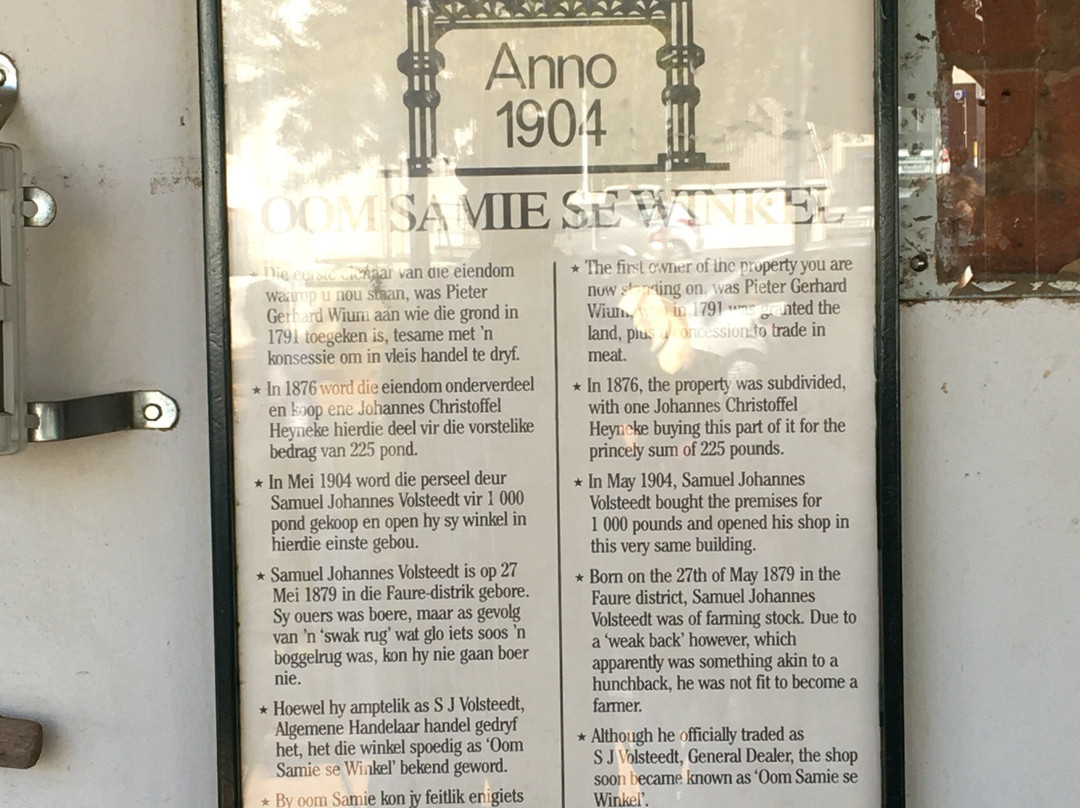 Anno
1904
OOM SAMIE SE WINKEL
★ Die eerste eienaar van die eiendom
waarop u nou staan, was Pieter
Gerhard Wium aan wie die grond in
1791 toegeken is, tesame met 'n
konsessie om in vleis handel te dryf.
★ In 1876 word die eiendom onderverdeel
en koop ene Johannes Christoffel
Heyneke hierdie deel vir die vorstelike
bedrag van 225 pond.
★ In Mei 1904 word die perseel deur
Samuel Johannes Volsteedt vir 1 000
pond gekoop en open hy sy winkel in
hierdie einste gebou.
★ Samuel Johannes Volsteedt is op 27
Mei 1879 in die Faure-distrik gebore.
Sy ouers was boere, maar as gevolg
van 'n 'swak rug' wat glo iets soos 'n
boggelrug was, kon hy nie gaan boer
nie.
★ Hoewel hy amptelik as S J Volsteedt,
Algemene Handelaar handel gedryf
het, het die winkel spoedig as 'Oom
Samie se Winkel' bekend geword.
★ By oom Samie kon jy feitlik enigiets
★ The first owner of the property you are
now standing on, was Pieter Gerhard
Wium, who in 1791 was granted the
land, plus a concession to trade in
meat.
★ In 1876, the property was subdivided,
with one Johannes Christoffel
Heyneke buying this part of it for the
princely sum of 225 pounds.
★ In May 1904, Samuel Johannes
Volsteedt bought the premises for
1 000 pounds and opened his shop in
this very same building.
★ Born on the 27th of May 1879 in the
Faure district, Samuel Johannes
Volsteedt was of farming stock. Due to
a 'weak back' however, which
apparently was something akin to a
hunchback, he was not fit to become a
farmer.
★ Although he officially traded as
S J Volsteedt, General Dealer, the shop
soon became known as 'Oom Samie se
Winkel'.